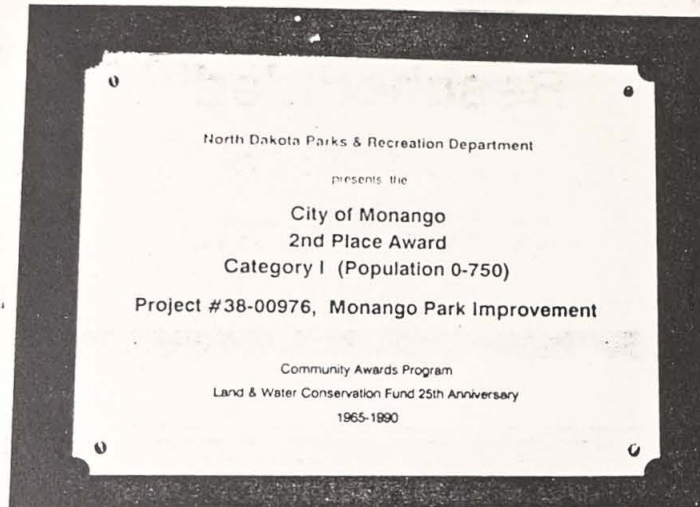 North Dakota Parks & Recreation Department
presents the
City of Monango
2nd Place Award
Category I (Population 0-750)
Project #38-00976, Monango Park Improvement
Community Awards Program
Land & Water Conservation Fund 25th Anniversary
1965-1990